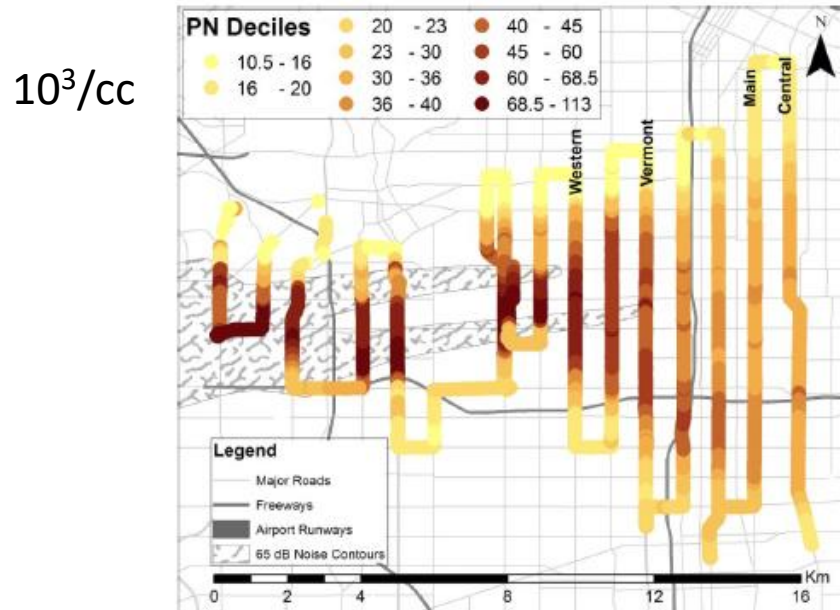 10³/cc
PN Deciles
10.5 - 16
16 - 20
20 - 23
23 - 30
30 - 36
36 - 40
40 - 45
45 - 60
60 - 68.5
68.5 - 113
N
Western
Vermont
Main
Central
Legend
Major Roads
Freeways
Airport Runways
65 dB Noise Contours
Km
0 2 4 8 12 16